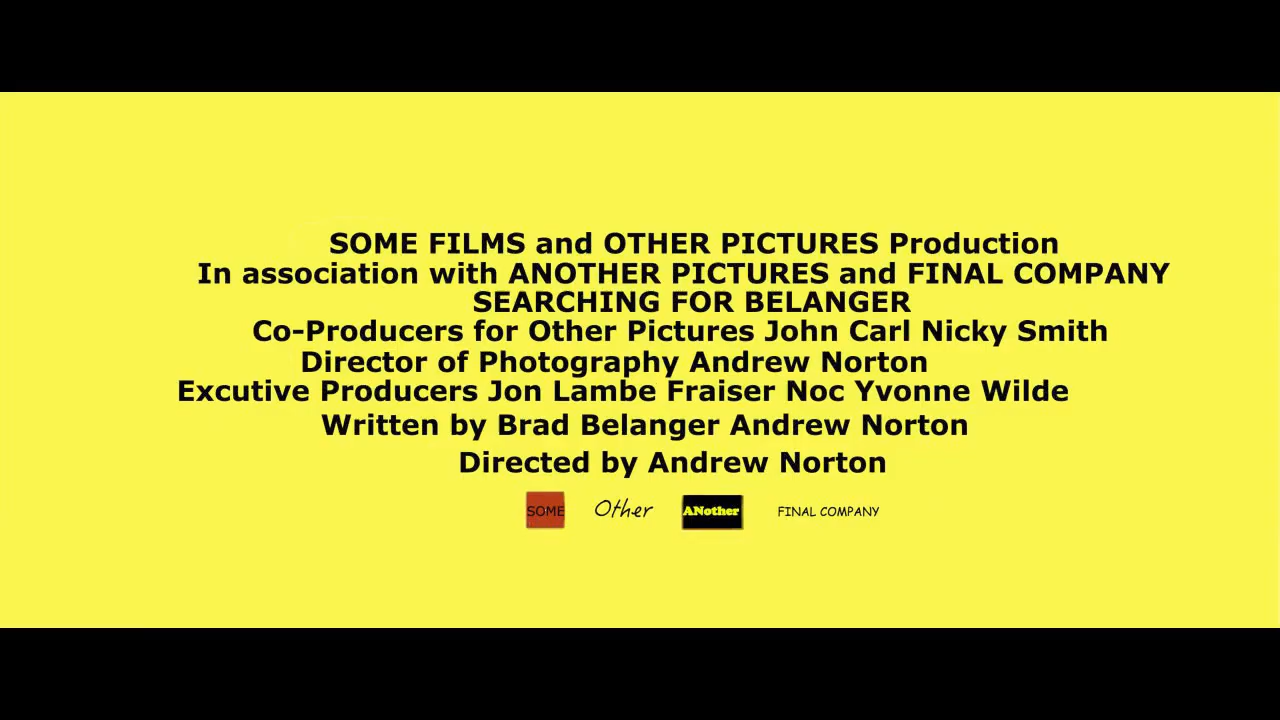 SOME FILMS and OTHER PICTURES Production
In association with ANOTHER PICTURES and FINAL COMPANY
SEARCHING FOR BELANGER
Co-Producers for Other Pictures John Carl Nicky Smith
Director of Photography Andrew Norton
Excutive Producers Jon Lambe Fraiser Noc Yvonne Wilde
Written by Brad Belanger Andrew Norton
Directed by Andrew Norton
SOME Other ANother FINAL COMPANY